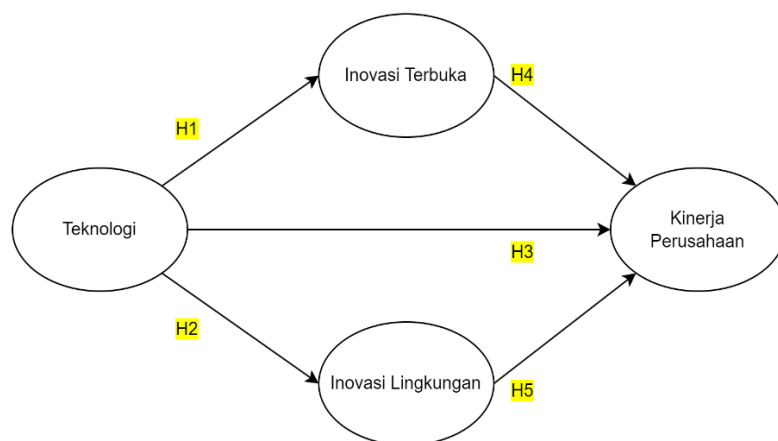 Inovasi Terbuka
H4
H1
Teknologi
Kinerja
Perusahaan
H3
H2
Inovasi Lingkungan
H5